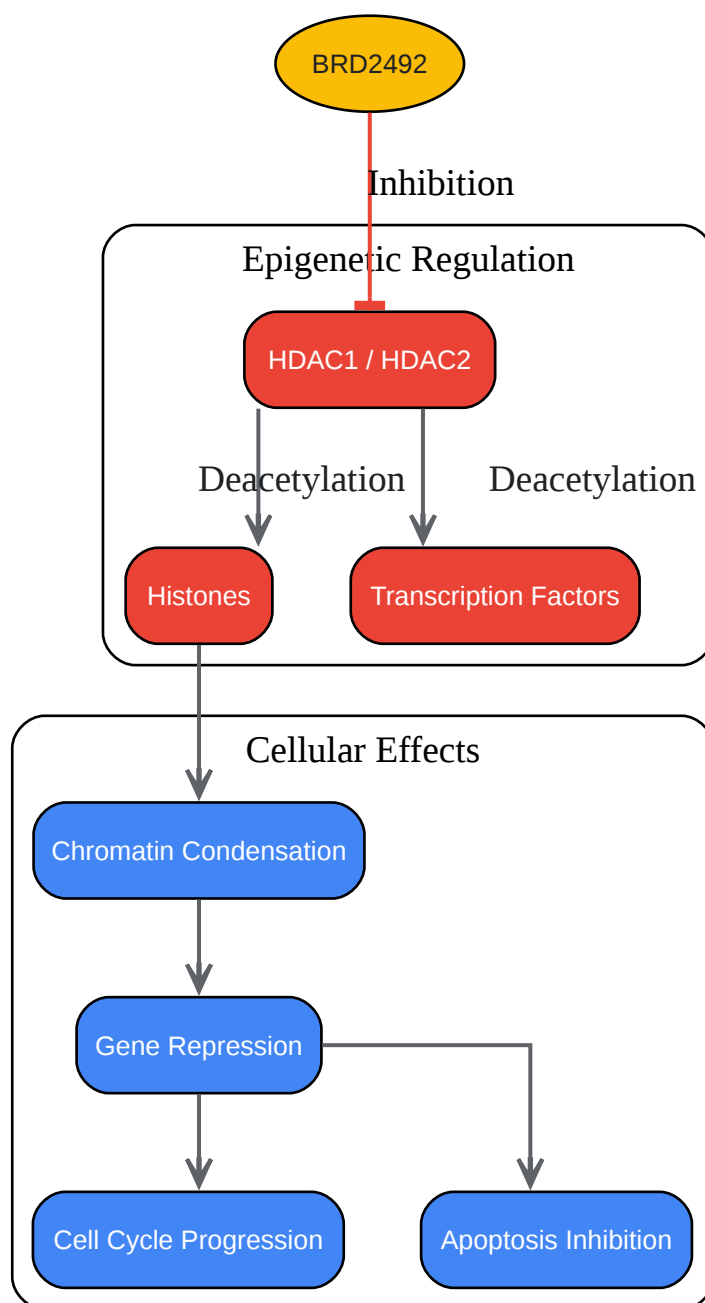 BRD2492
Inhibition
Epigenetic Regulation
HDAC1 / HDAC2
Deacetylation
Deacetylation
Histones
Transcription Factors
Cellular Effects
Chromatin Condensation
Gene Repression
Cell Cycle Progression
Apoptosis Inhibition